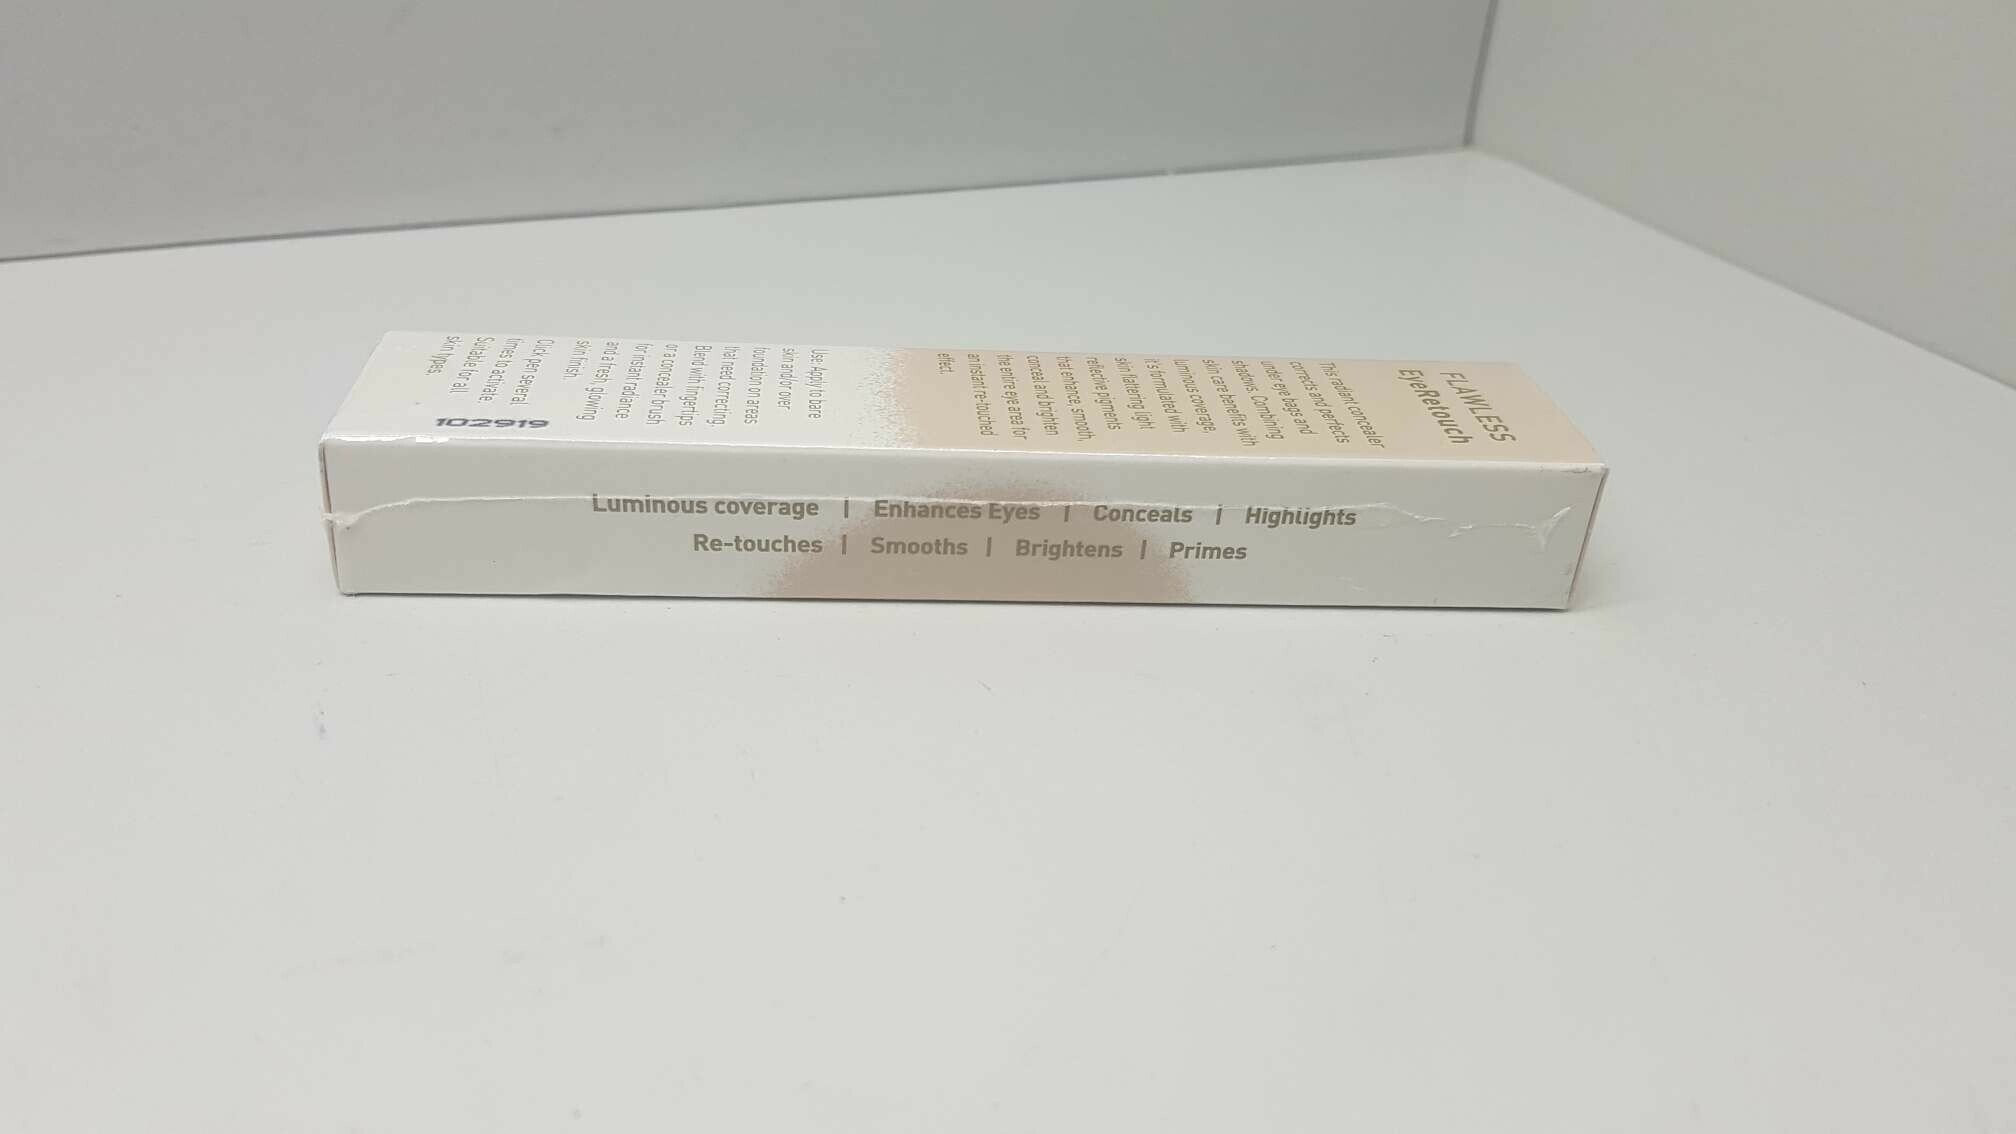 FLAWLESS
EyeRetouch
This radiant concealer
corrects and perfects
under eye bags and
shadows. Combining
skin care benefits with
luminous coverage,
it's formulated with
skin flattering light
reflective pigments
that enhance, smooth,
conceal and brighten
the entire eye area for
an instant re-touched
effect.
Use: Apply to bare
skin and/or over
foundation on areas
that need correcting.
Blend with fingertips
or a concealer brush
for instant radiance
and a fresh, glowing
skin finish.
Click pen several
times to activate.
Suitable for all
skin types.
102919
Luminous coverage | Enhances Eyes | Conceals | Highlights
Re-touches | Smooths | Brightens | Primes